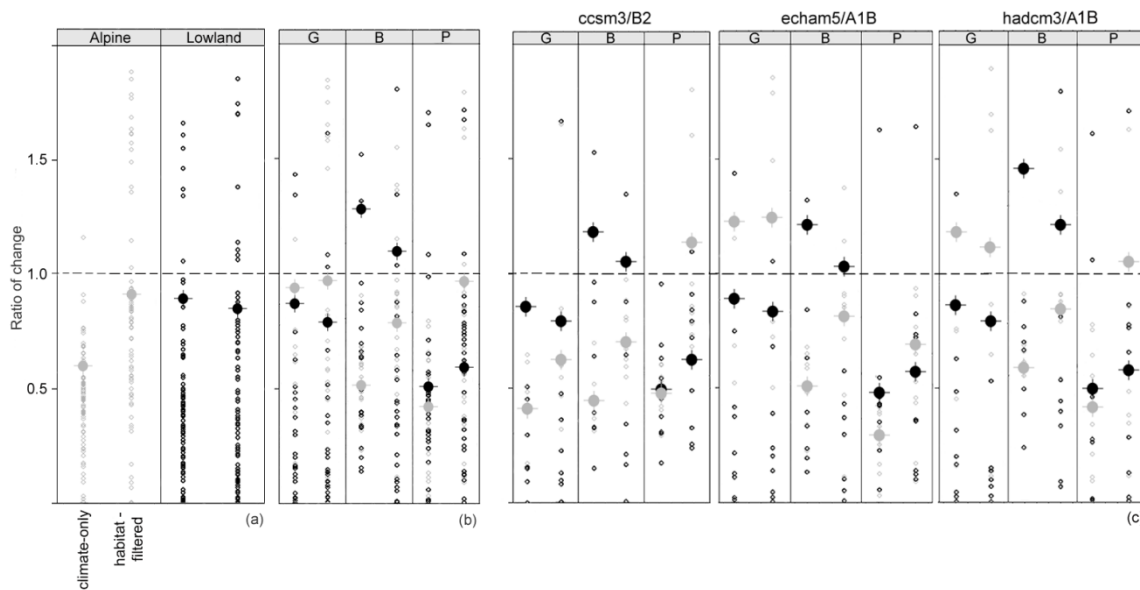 ccsm3/B2 echam5/A1B hadcm3/A1B
Alpine Lowland G B P G B P G B P G B P
1.5
1.0
0.5
Ratio of change
(a) (b) (c
climate-only
habitat -
filtered